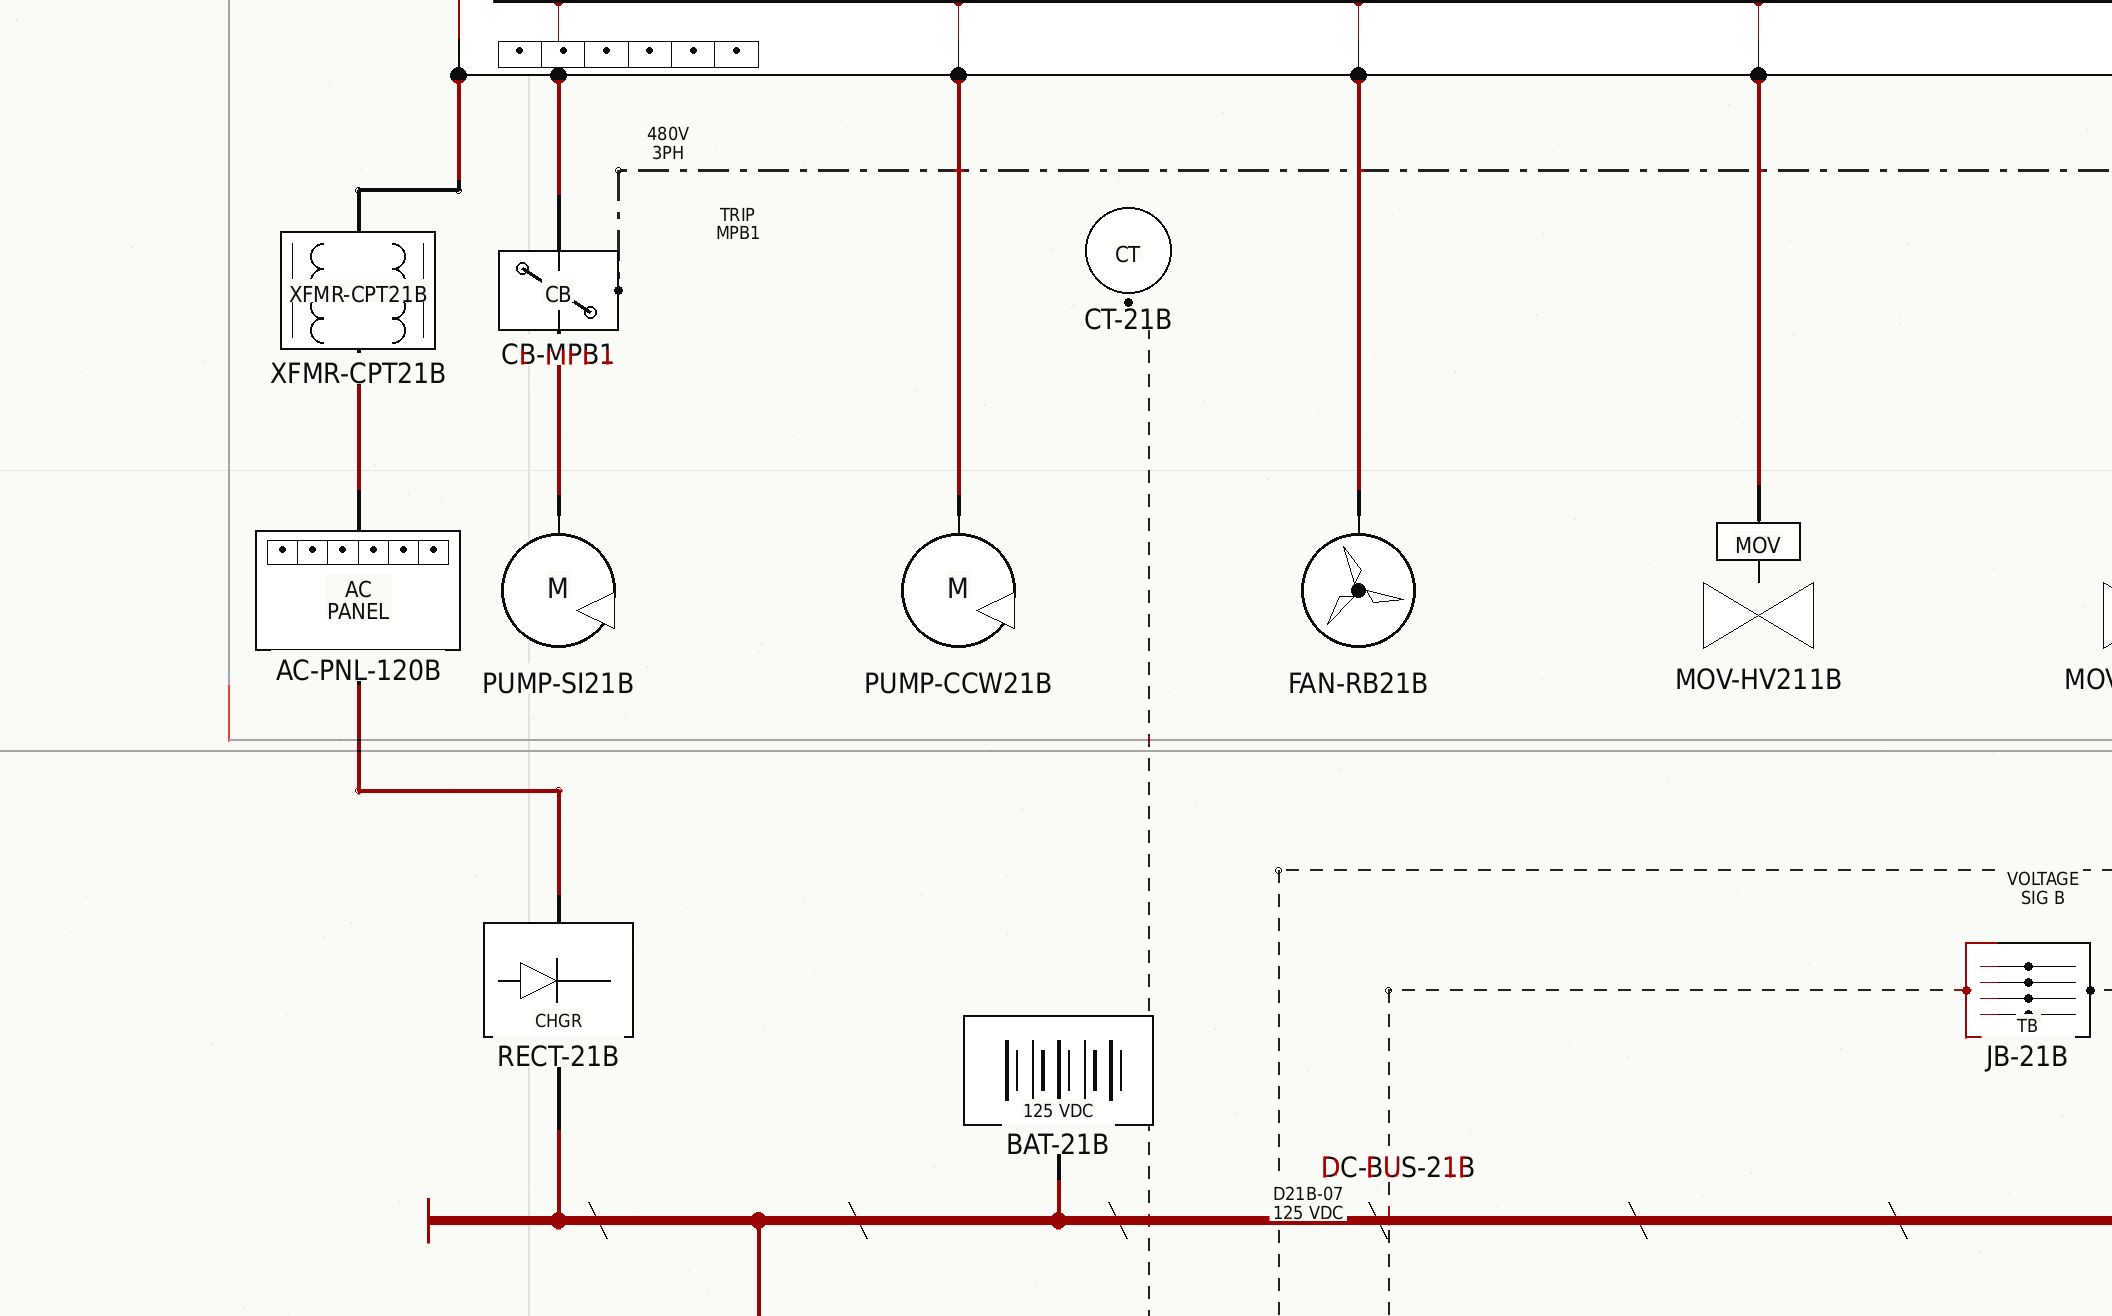 480V
3PH
TRIP
MPB1
CT
CT-21B
XFMR-CPT21B
XFMR-CPT21B
CB
CB-MPB1
MOV
AC
PANEL
AC-PNL-120B
M
PUMP-SI21B
M
PUMP-CCW21B
FAN-RB21B
MOV-HV211B
MOV
VOLTAGE
SIG B
CHGR
RECT-21B
TB
JB-21B
125 VDC
BAT-21B
DC-BUS-21B
D21B-07
125 VDC